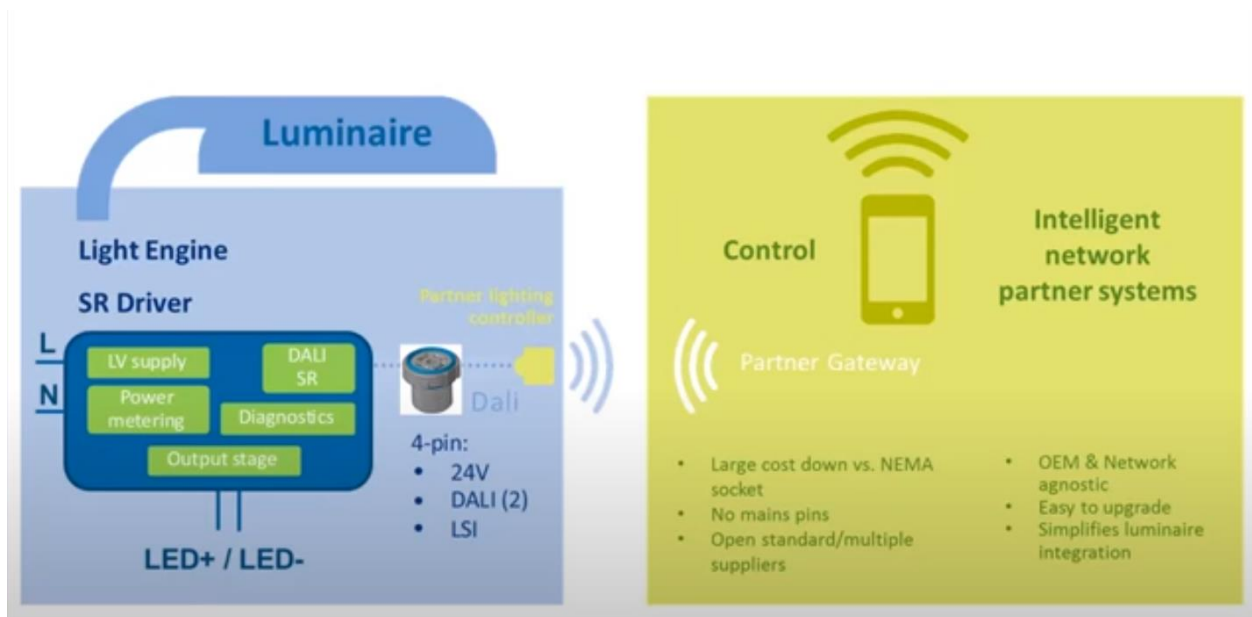 Luminaire
Light Engine
SR Driver
L
N
LV supply
DALI
SR
Power
metering
Diagnostics
Output stage
LED+ / LED-
Partner lighting
controller
Dali
4-pin:
• 24V
• DALI (2)
• LSI
Control
Intelligent
network
partner systems
Partner Gateway
• Large cost down vs. NEMA
socket
• No mains pins
• Open standard/multiple
suppliers
• OEM & Network
agnostic
• Easy to upgrade
• Simplifies luminaire
integration